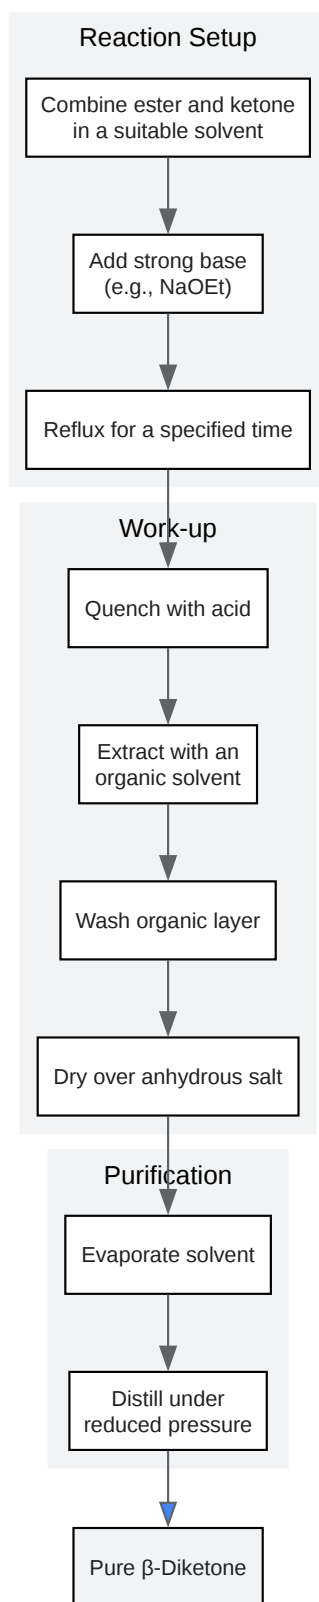 Reaction Setup
Combine ester and ketone
in a suitable solvent
Add strong base
(e.g., NaOEt)
Reflux for a specified time
Work-up
Quench with acid
Extract with an
organic solvent
Wash organic layer
Dry over anhydrous salt
Purification
Evaporate solvent
Distill under
reduced pressure
Pure β-Diketone